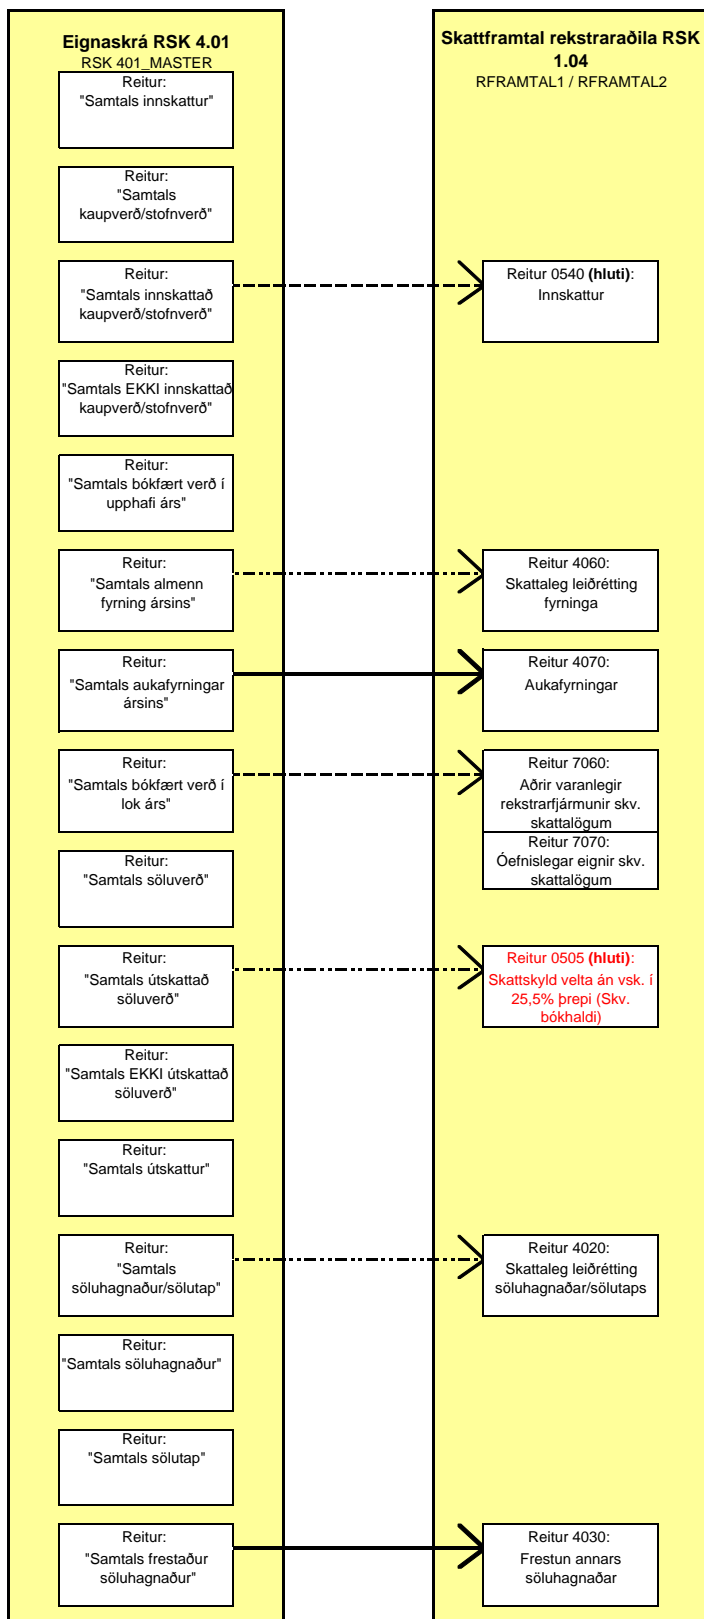 Eignaskrá RSK 4.01
RSK 401_MASTER
Reitur:
"Samtals innskattur"
Reitur:
"Samtals
kaupverð/stofnverð"
Reitur:
"Samtals innskattað
kaupverð/stofnverð"
Reitur:
"Samtals EKKI innskattað
kaupverð/stofnverð"
Reitur:
"Samtals bókfært verð í
upphafi árs"
Reitur:
"Samtals almenn
fyrning ársins"
Reitur:
"Samtals aukafyrningar
ársins"
Reitur:
"Samtals bókfært verð í
lok árs"
Reitur:
"Samtals söluverð"
Reitur:
"Samtals útskattað
söluverð"
Reitur:
"Samtals EKKI útskattað
söluverð"
Reitur:
"Samtals útskattur"
Reitur:
"Samtals
söluhagnaður/sölutap"
Reitur:
"Samtals söluhagnaður"
Reitur:
"Samtals sölutap"
Reitur:
"Samtals frestaður
söluhagnaður"
Skattframtal rekstraraðila RSK
1.04
RFRAMTAL1 / RFRAMTAL2
Reitur 0540 (hluti):
Innskattur
Reitur 4060:
Skattaleg leiðrétting
fyrninga
Reitur 4070:
Aukafyrningar
Reitur 7060:
Aðrir varanlegir
rekstrarfjármunir skv.
skattalögum
Reitur 7070:
Óefnislegar eignir skv.
skattalögum
Reitur 0505 (hluti):
Skattskyld velta án vsk. í
25,5% þrepi (Skv.
bókhaldi)
Reitur 4020:
Skattaleg leiðrétting
söluhagnaðar/sölutaps
Reitur 4030:
Frestun annars
söluhagnaðar